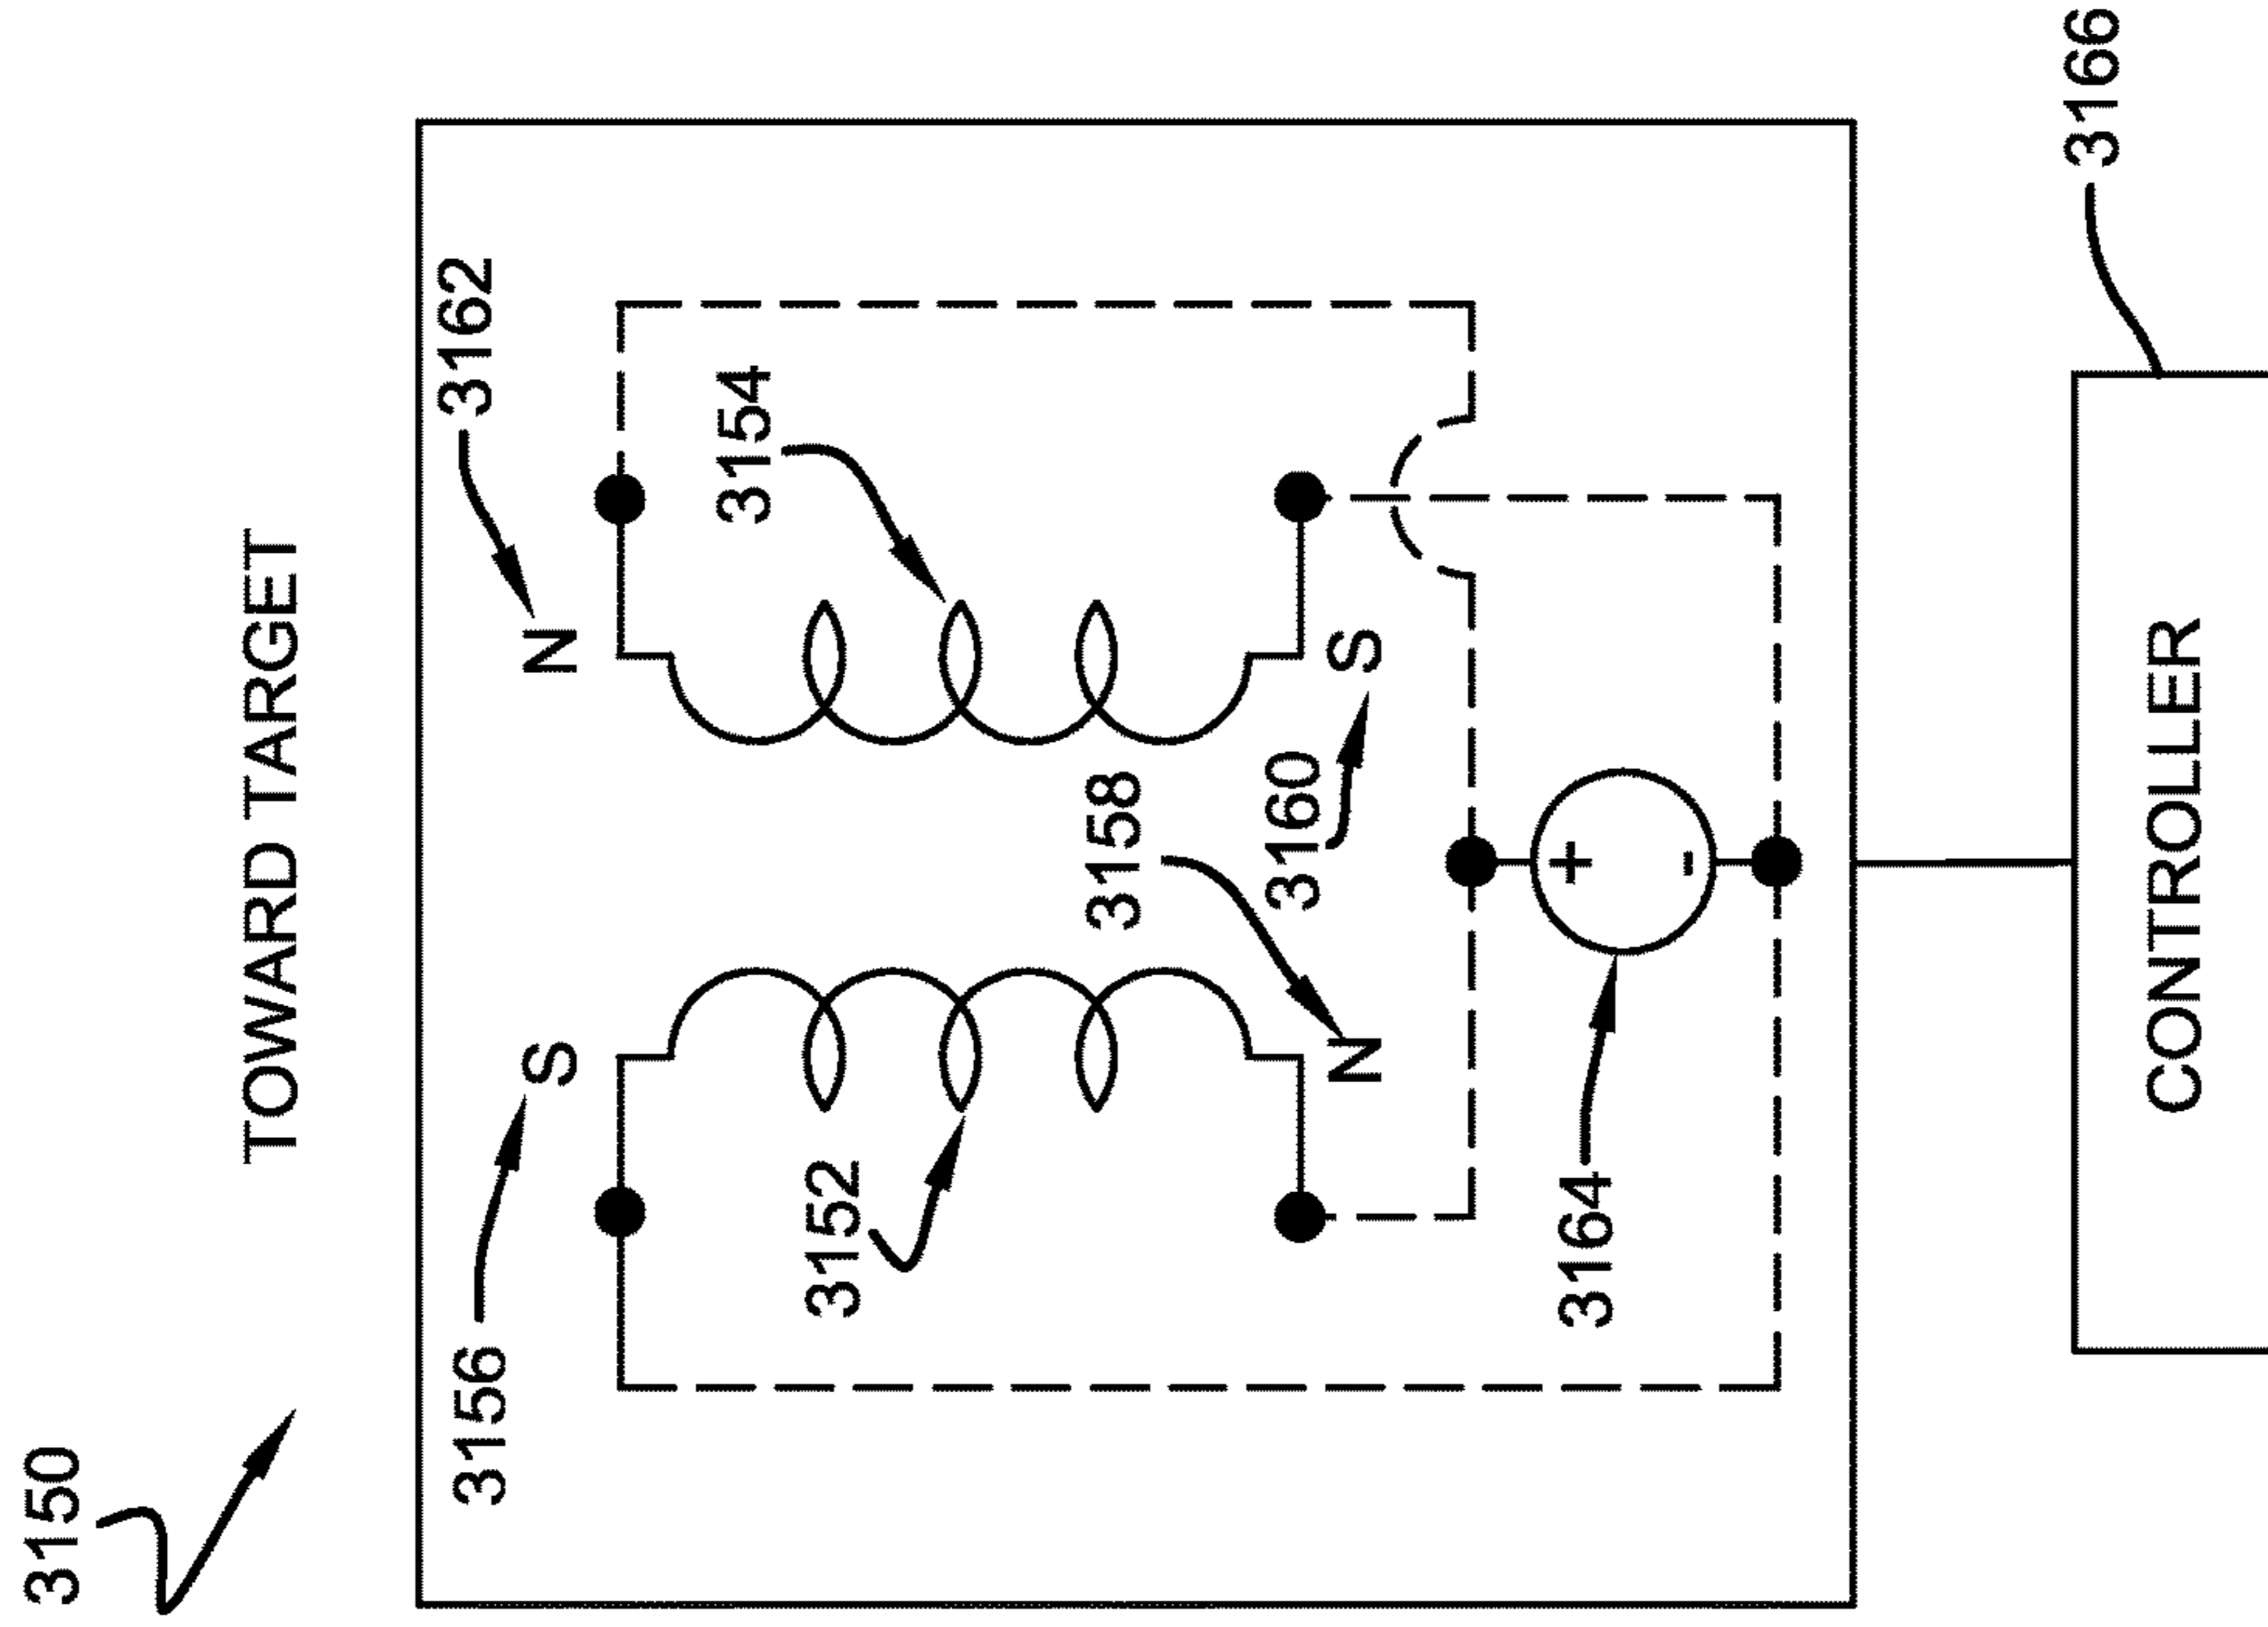 3150
TOWARD TARGET
3156
S
N
3162
3152
3154
3158
N
3160
S
3164
+
-
CONTROLLER
3166